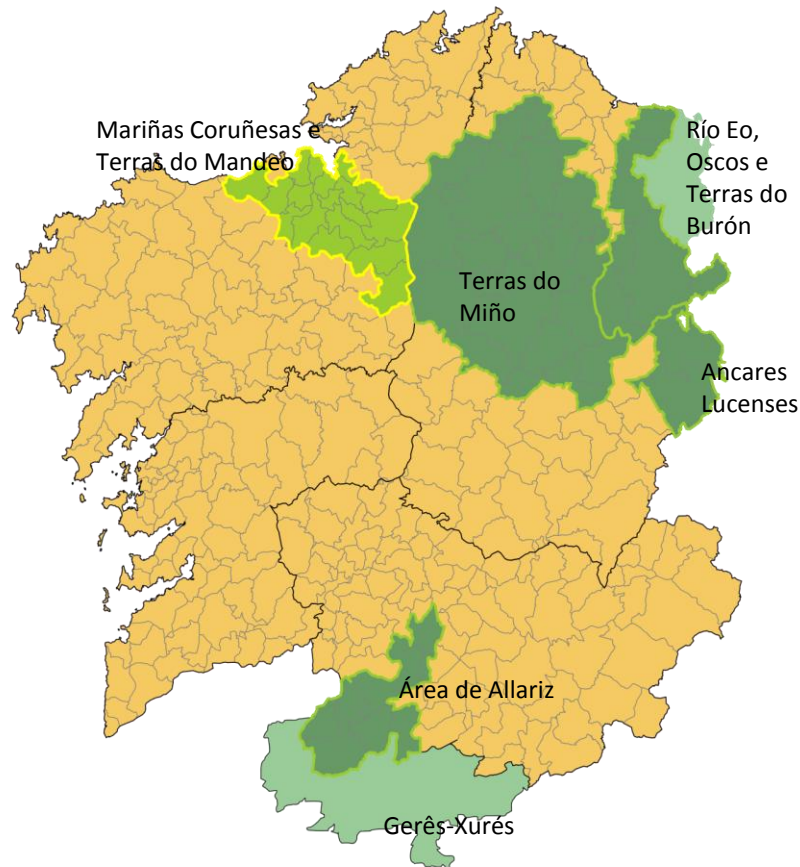 Mariñas Coruñesas e
Terras do Mandeo
Río Eo,
Oscos e
Terras do
Burón
Terras do
Miño
Ancares
Lucenses
Área de Allariz
Gerês-Xurés